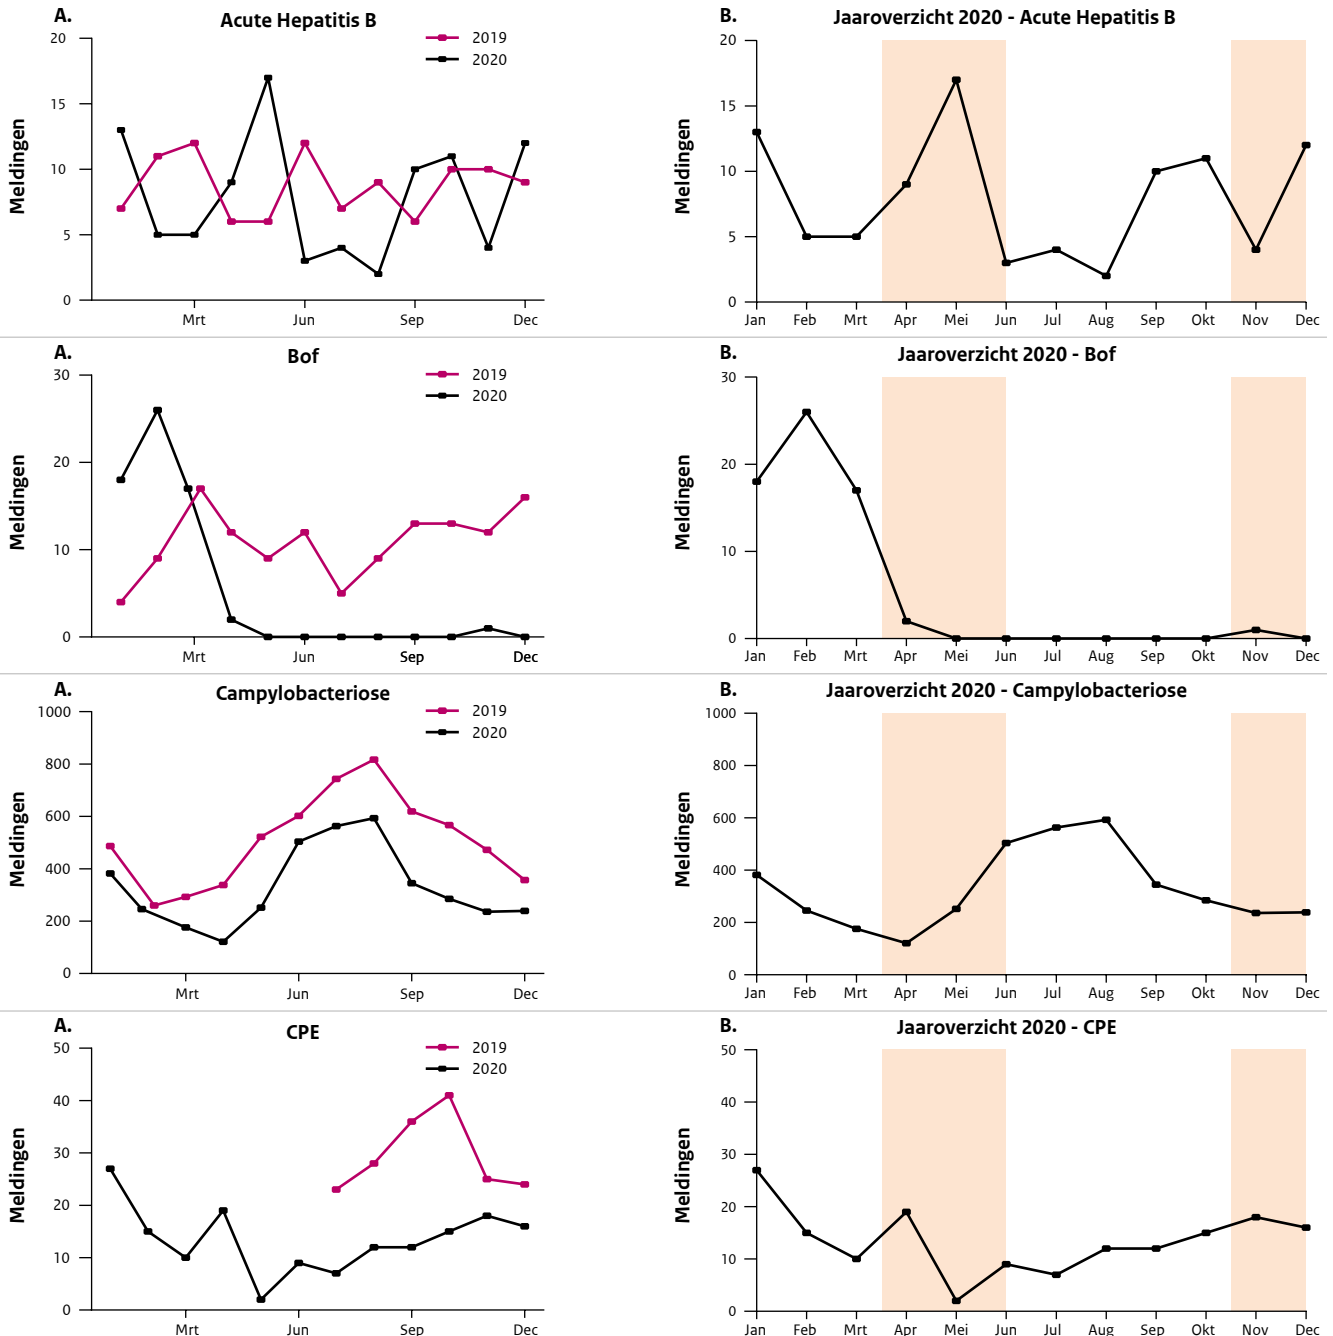 A.
Acute Hepatitis B
2019
2020
Meldingen
20
15
10
5
0
Mrt Jun Sep Dec
B.
Jaaroverzicht 2020 - Acute Hepatitis B
Meldingen
20
15
10
5
0
Jan Feb Mrt Apr Mei Jun Jul Aug Sep Okt Nov Dec
A.
Bof
2019
2020
Meldingen
30
20
10
0
Mrt Jun Sep Dec
B.
Jaaroverzicht 2020 - Bof
Meldingen
30
20
10
0
Jan Feb Mrt Apr Mei Jun Jul Aug Sep Okt Nov Dec
A.
Campylobacteriose
2019
2020
Meldingen
1000
800
600
400
200
0
Mrt Jun Sep Dec
B.
Jaaroverzicht 2020 - Campylobacteriose
Meldingen
1000
800
600
400
200
0
Jan Feb Mrt Apr Mei Jun Jul Aug Sep Okt Nov Dec
A.
CPE
2019
2020
Meldingen
50
40
30
20
10
0
Mrt Jun Sep Dec
B.
Jaaroverzicht 2020 - CPE
Meldingen
50
40
30
20
10
0
Jan Feb Mrt Apr Mei Jun Jul Aug Sep Okt Nov Dec